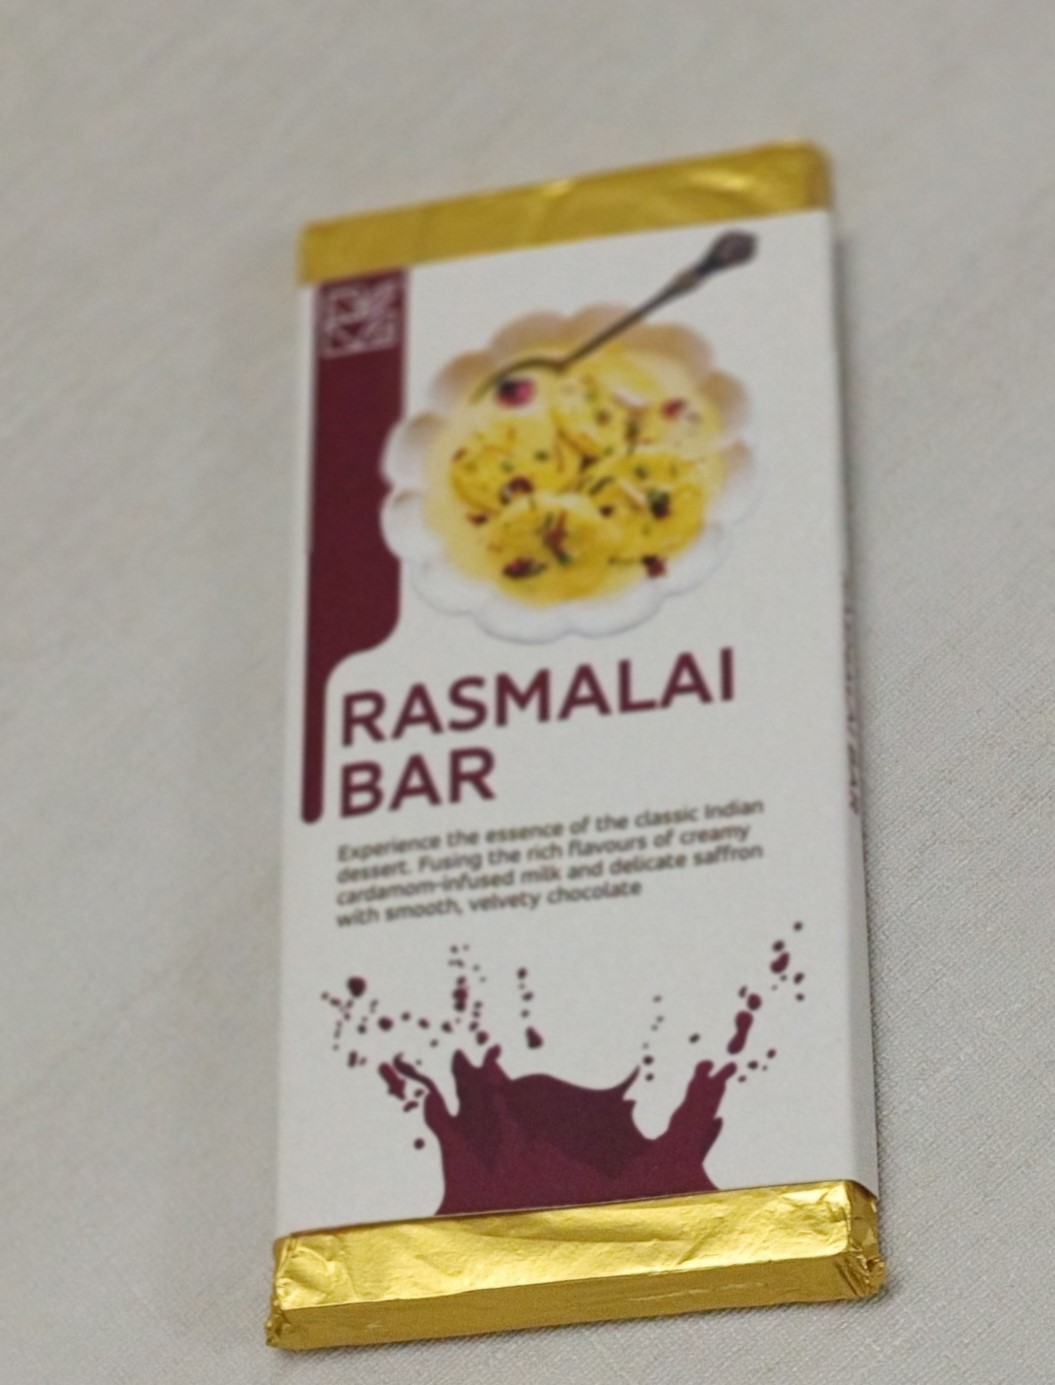 RASMALAI
BAR
Experience the essence of the classic Indian
dessert. Fusing the rich flavours of creamy
cardamom-infused milk and delicate saffron
with smooth, velvety chocolate